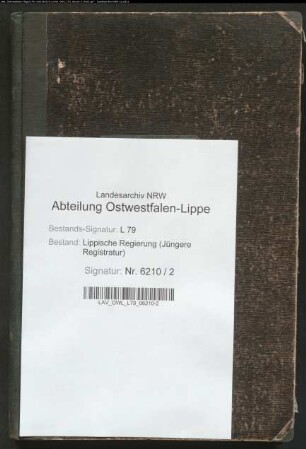 Landesarchiv NRW
Abteilung Ostwestfalen-Lippe
Bestands-Signatur: L 79
Bestand: Lippische Regierung (Jüngere
Registratur)
Signatur: Nr. 6210 / 2
LAV_OWL_L79_06210-2